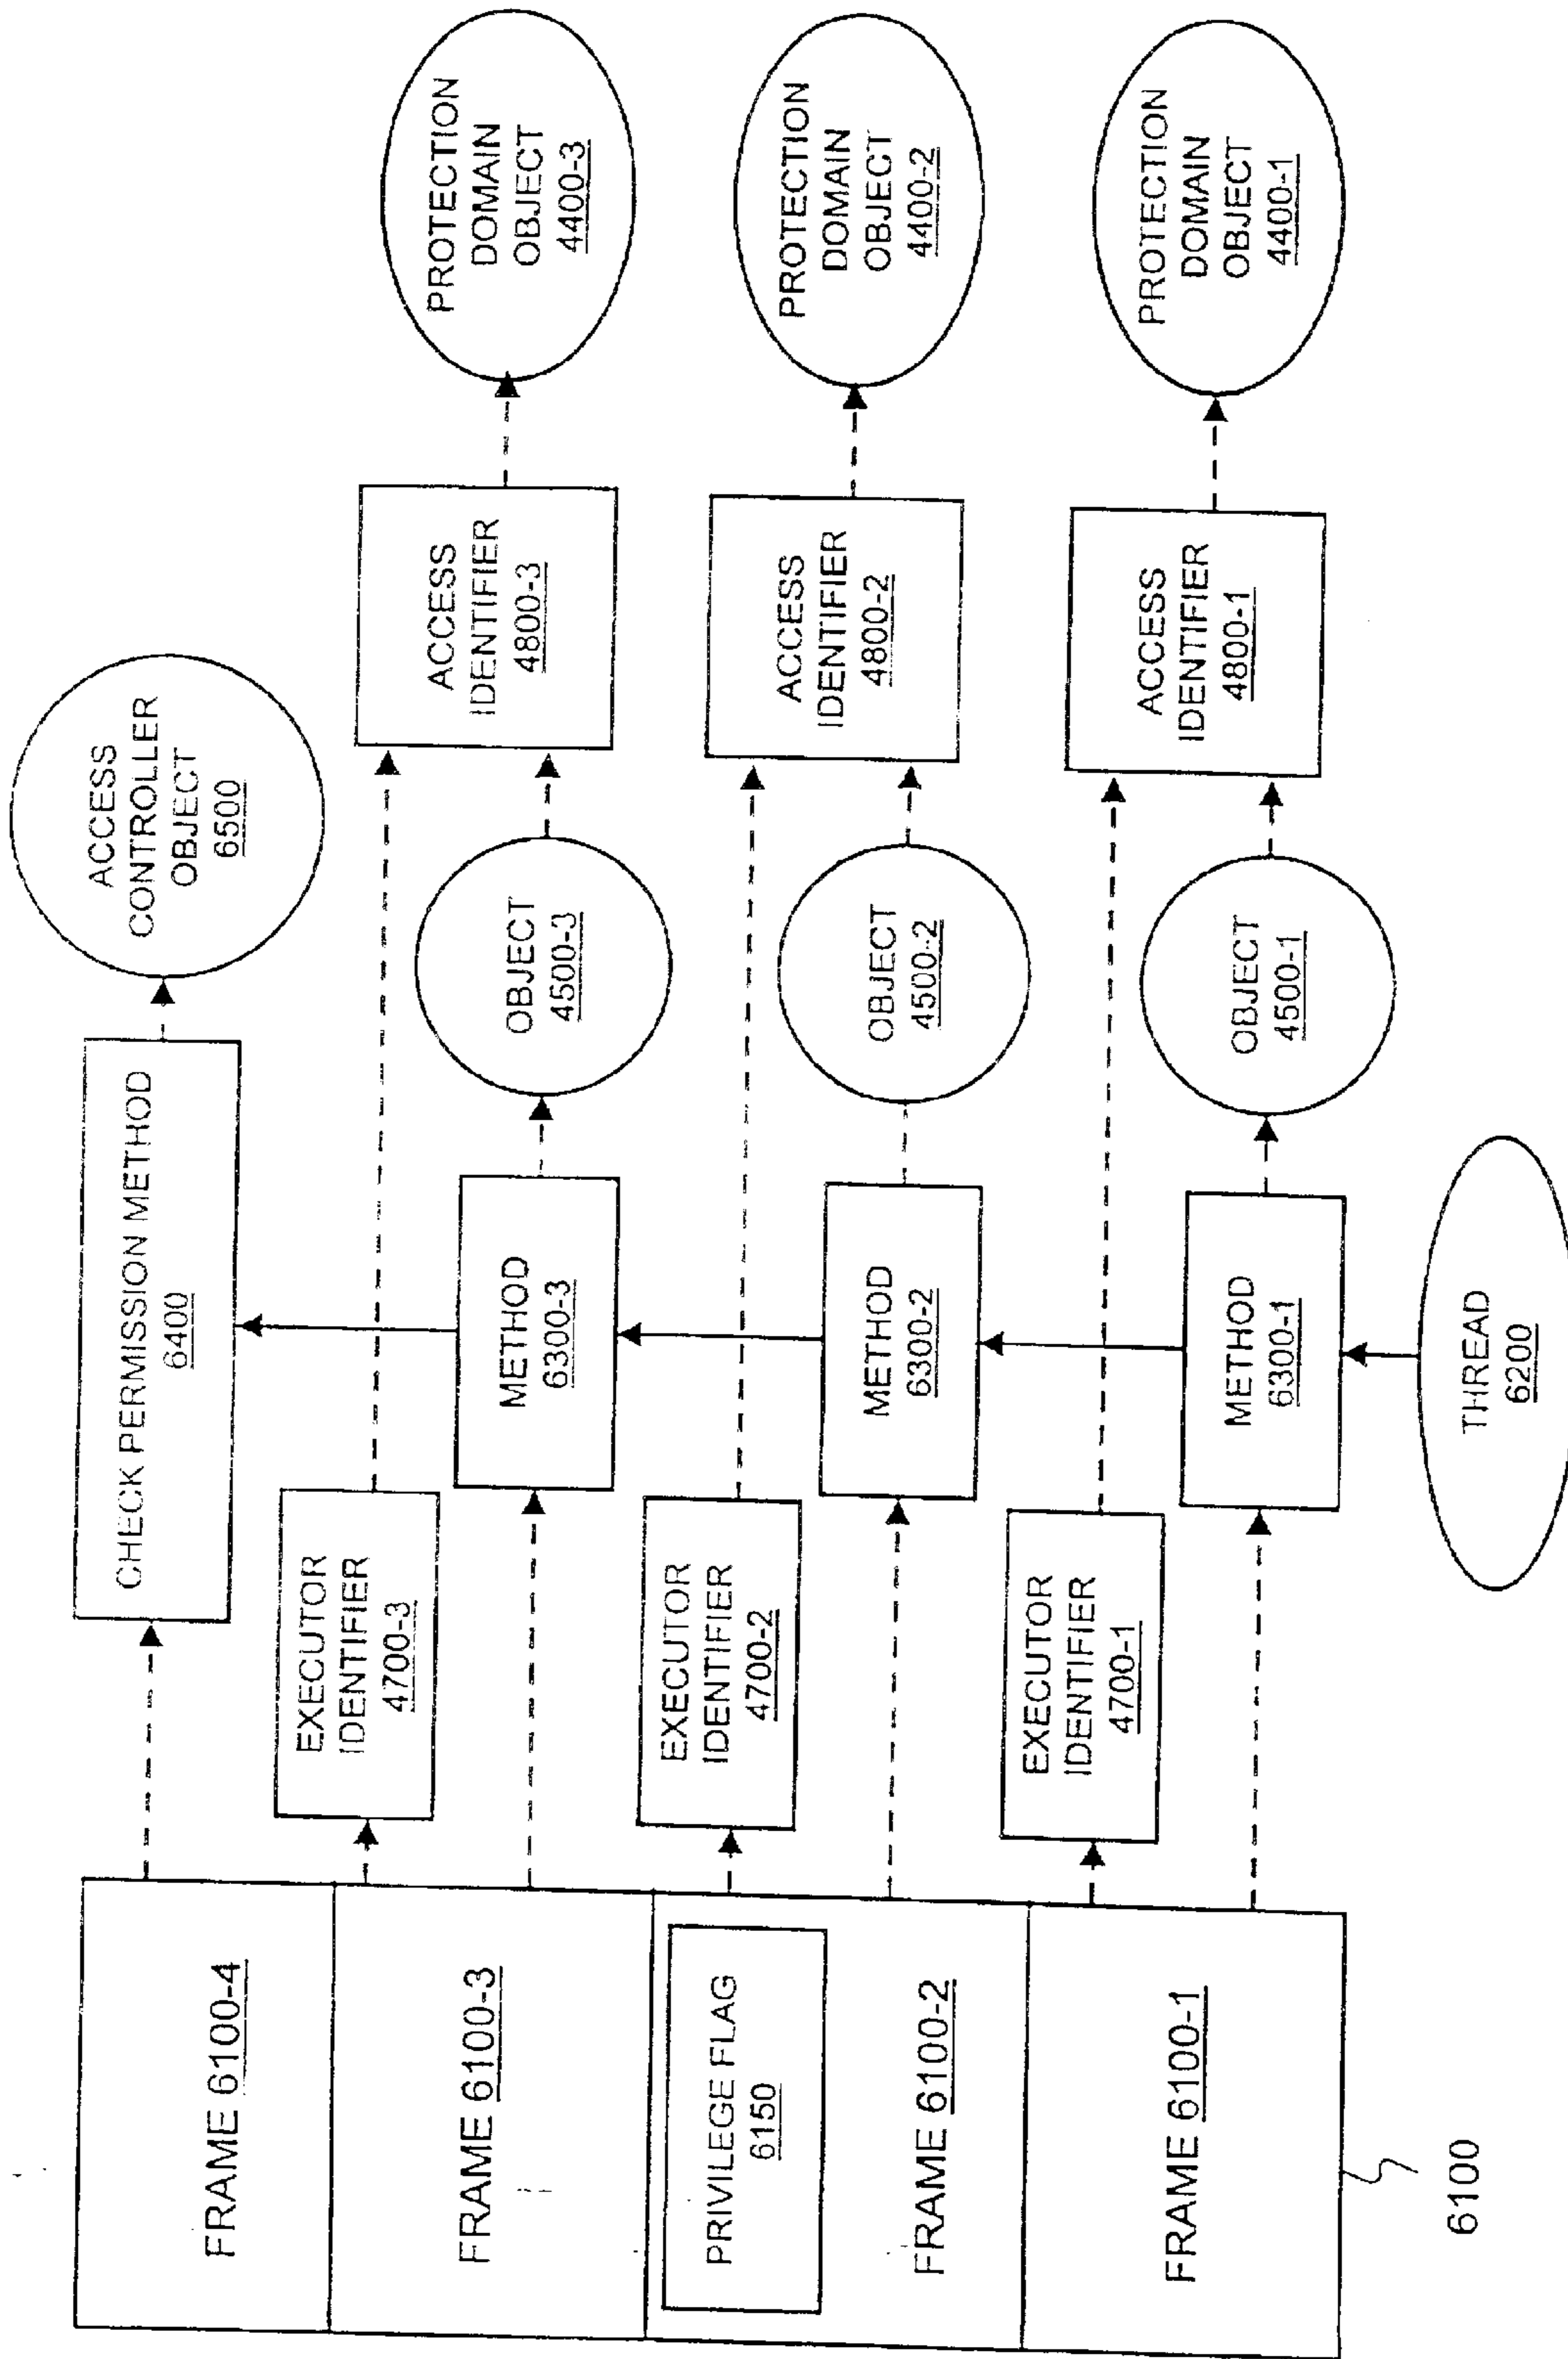 FRAME 6100-4
CHECK PERMISSION METHOD
6400
ACCESS
CONTROLLER
OBJECT
6500
EXECUTOR
IDENTIFIER
4700-3
FRAME 6100-3
METHOD
6300-3
OBJECT
4500-3
ACCESS
IDENTIFIER
4800-3
PROTECTION
DOMAIN
OBJECT
4400-3
PRIVILEGE FLAG
6150
EXECUTOR
IDENTIFIER
4700-2
FRAME 6100-2
METHOD
6300-2
OBJECT
4500-2
ACCESS
IDENTIFIER
4800-2
PROTECTION
DOMAIN
OBJECT
4400-2
EXECUTOR
IDENTIFIER
4700-1
FRAME 6100-1
METHOD
6300-1
OBJECT
4500-1
ACCESS
IDENTIFIER
4800-1
PROTECTION
DOMAIN
OBJECT
4400-1
6100
THREAD
6200